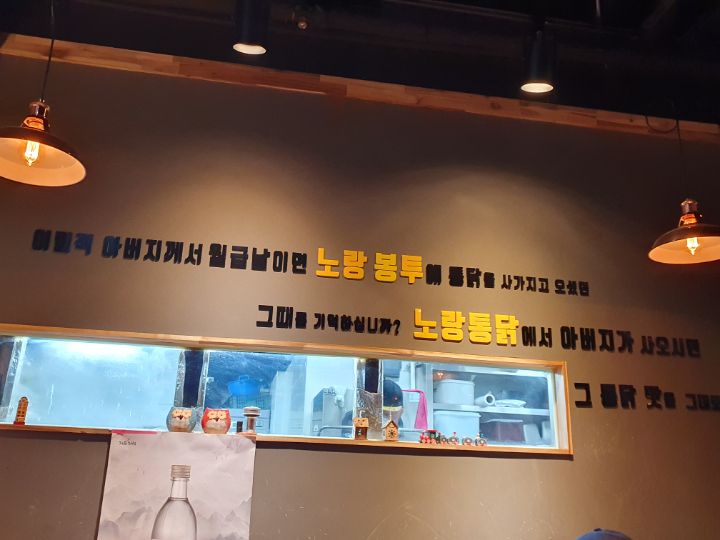 어릴적 아버지께서 월급날이면 노랑 봉투에 통닭을 사가지고 오셨던
그때를 기억하십니까? 노랑통닭에서 아버지가 사오시던
그 통닭 맛을 그대로